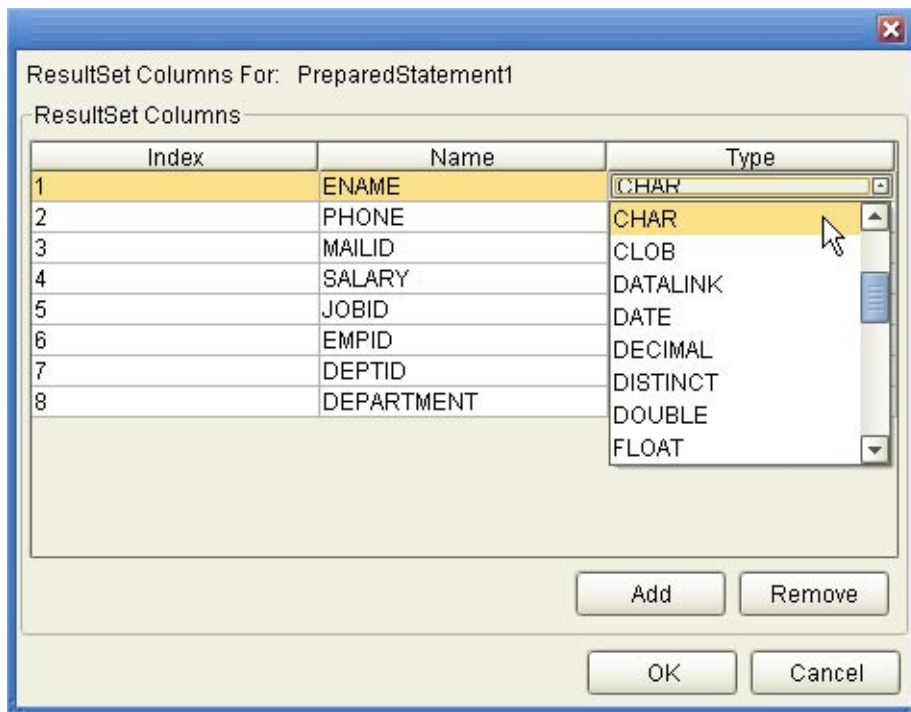 ResultSet Columns For: PreparedStatement1
ResultSet Columns
Index Name Type
1 ENAME CHAR
2 PHONE CHAR
3 MAILID CLOB
4 SALARY DATALINK
5 JOBID DATE
6 EMPID DECIMAL
7 DEPTID DISTINCT
8 DEPARTMENT DOUBLE
FLOAT
Add Remove
OK Cancel